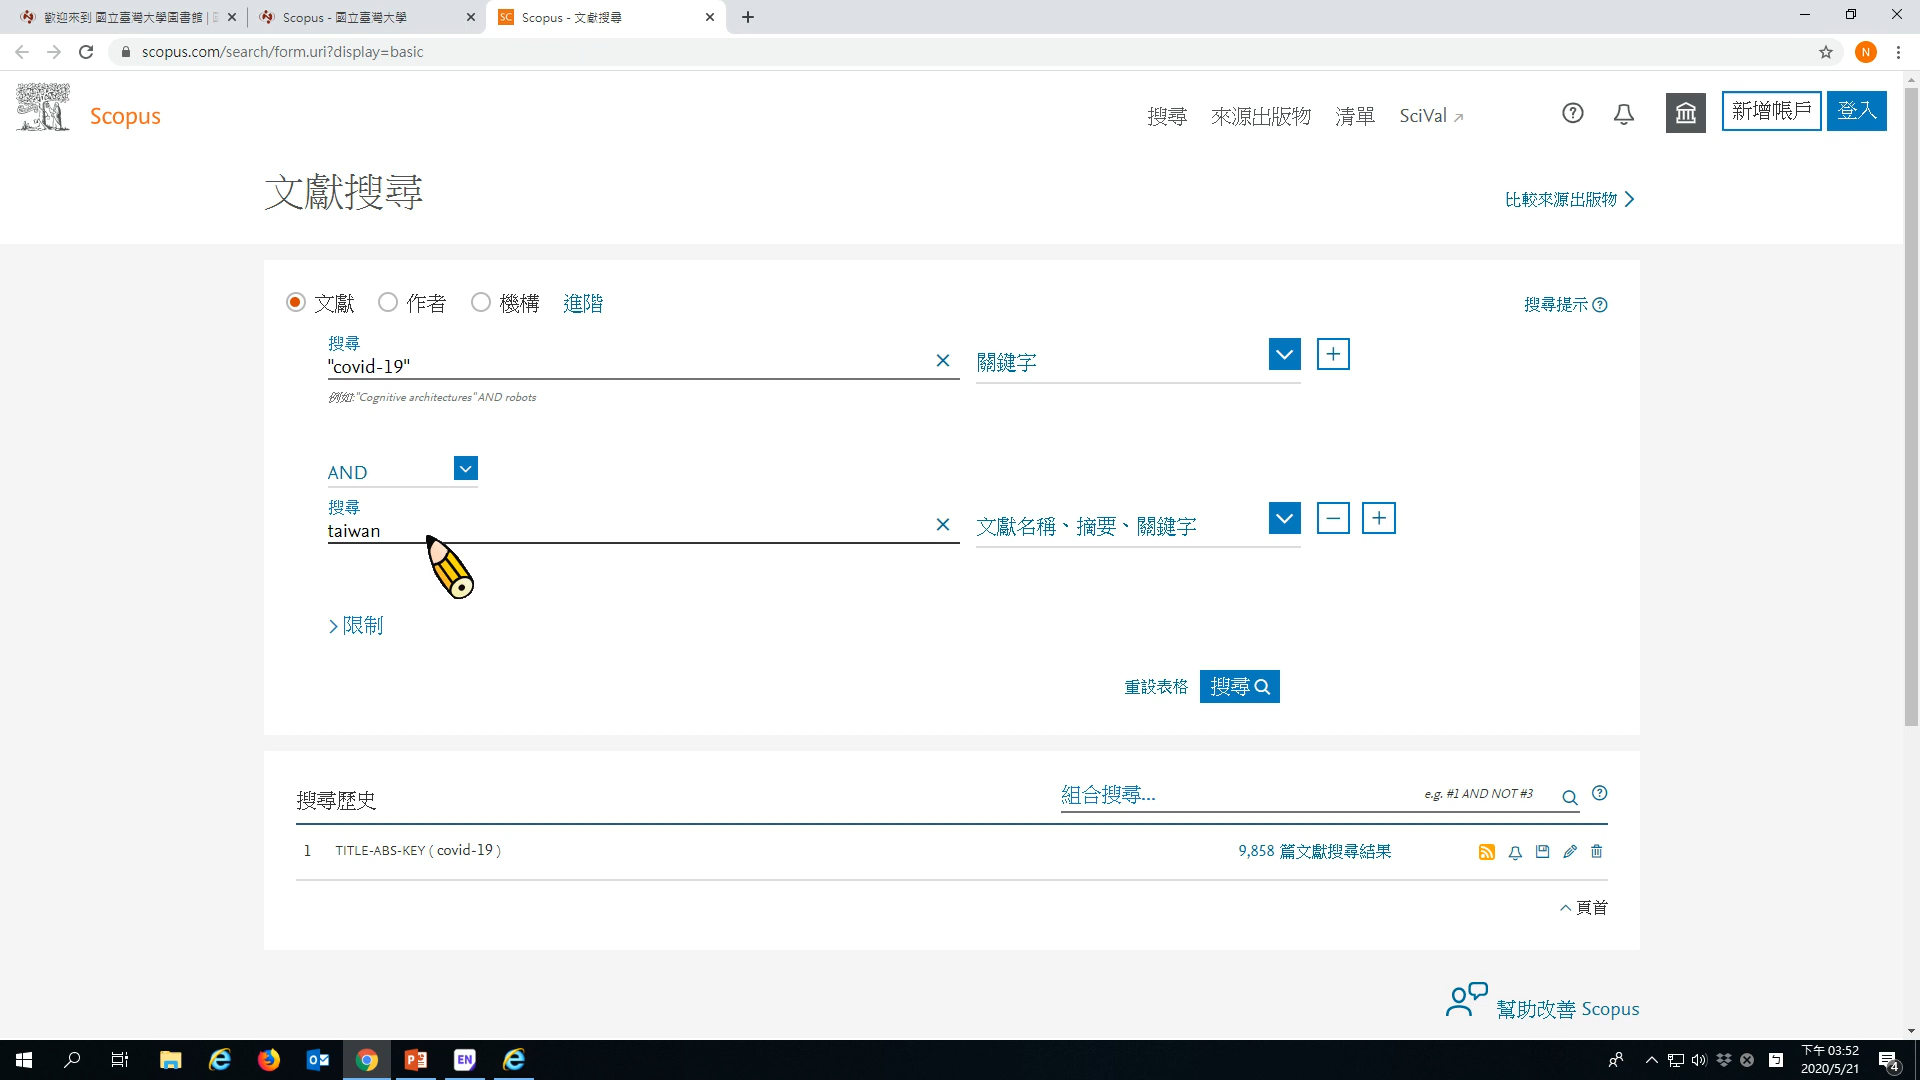 歡迎來到 國立臺灣大學圖書館 |
Scopus - 國立臺灣大學
Scopus - 文獻搜尋
scopus.com/search/form.uri?display=basic
N
Scopus
搜尋
來源出版物
清單
SciVal
新增帳戶
登入
文獻搜尋
比較來源出版物
文獻
作者
機構
進階
搜尋提示
搜尋
"covid-19"
關鍵字
例如:"Cognitive architectures" AND robots
AND
搜尋
taiwan
文獻名稱、摘要、關鍵字
限制
重設表格
搜尋
搜尋歷史
組合搜尋...
e.g. #1 AND NOT #3
1
TITLE-ABS-KEY ( covid-19 )
9,858 篇文獻搜尋結果
頁首
幫助改善 Scopus
EN
下午 03:52
2020/5/21
4